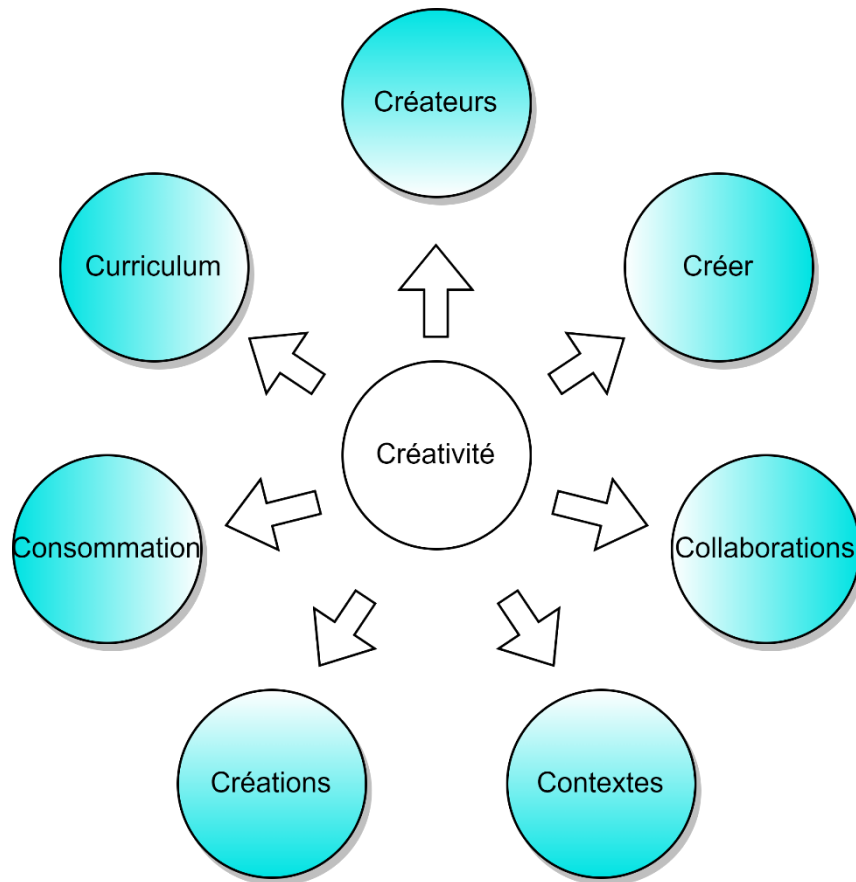 Créateurs
Curriculum
Créer
Créativité
Consommation
Collaborations
Créations
Contextes